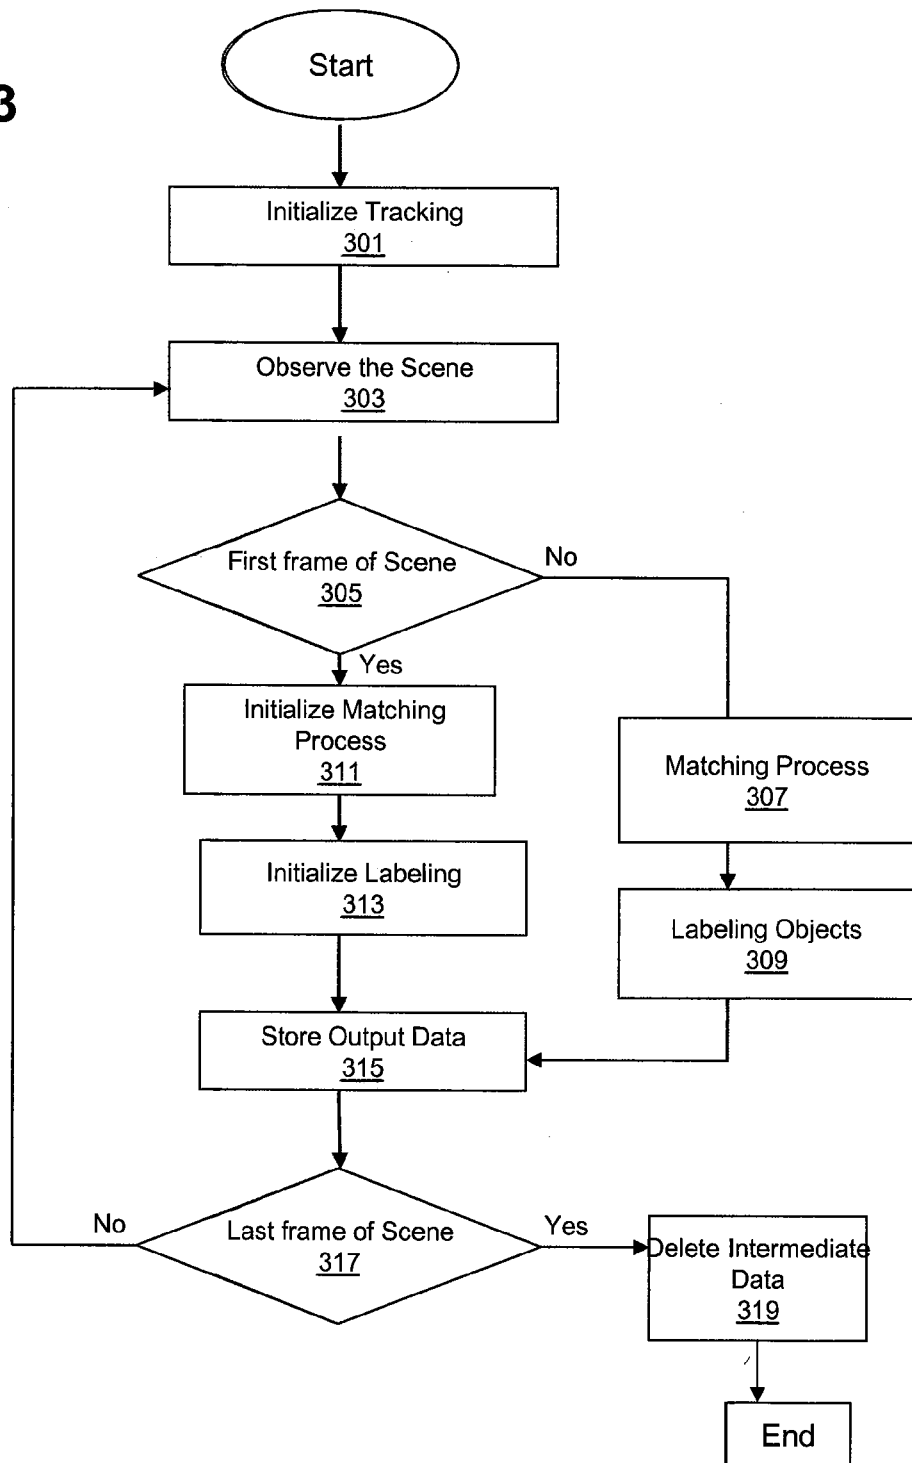 3
Start
Initialize Tracking
301
Observe the Scene
303
First frame of Scene
305
No
Yes
Initialize Matching
Process
311
Matching Process
307
Initialize Labeling
313
Labeling Objects
309
Store Output Data
315
No
Last frame of Scene
317
Yes
Delete Intermediate
Data
319
End